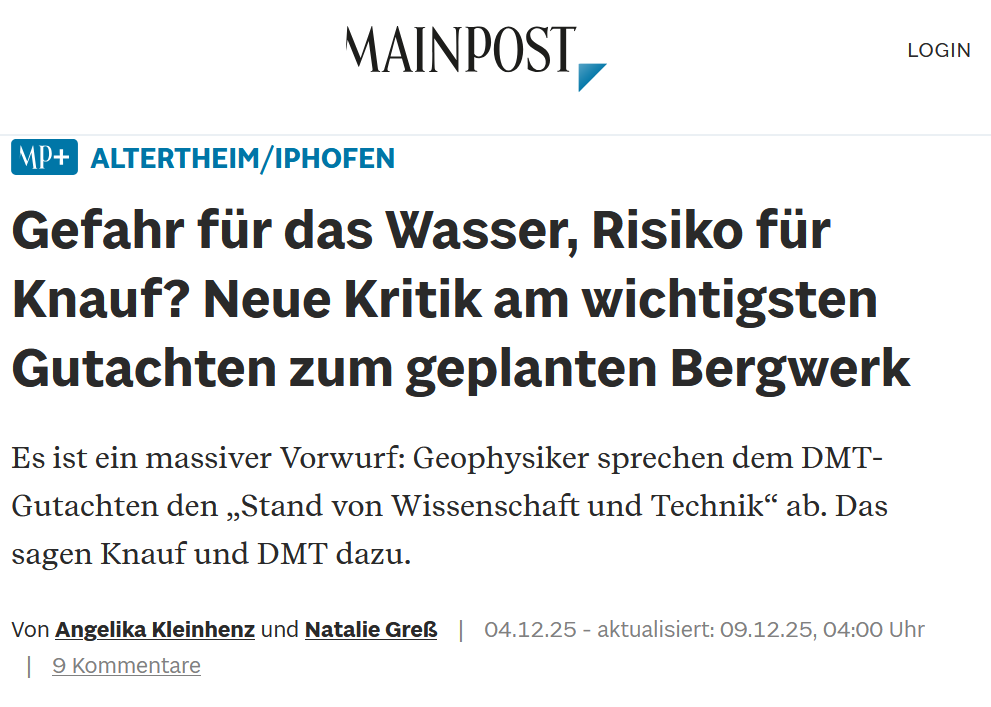 MAINPOST
LOGIN
MP+ ALTERTHEIM/IPHOFEN
Gefahr für das Wasser, Risiko für
Knauf? Neue Kritik am wichtigsten
Gutachten zum geplanten Bergwerk
Es ist ein massiver Vorwurf: Geophysiker sprechen dem DMT-
Gutachten den „Stand von Wissenschaft und Technik“ ab. Das
sagen Knauf und DMT dazu.
Von Angelika Kleinhenz und Natalie Greß | 04.12.25 - aktualisiert: 09.12.25, 04:00 Uhr
| 9 Kommentare